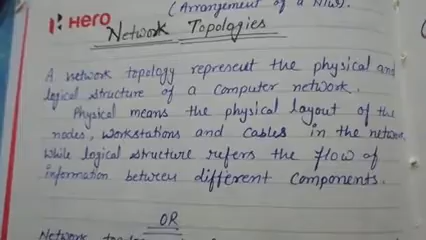 (Arrangement of a N/w).
Hero
Network Topologies
A network topology represent the physical and
logical structure of a computer network.
Physical means the physical layout of the
nodes, workstations and cables in the network
while logical structure refers the flow of
information between different components.
OR
Network